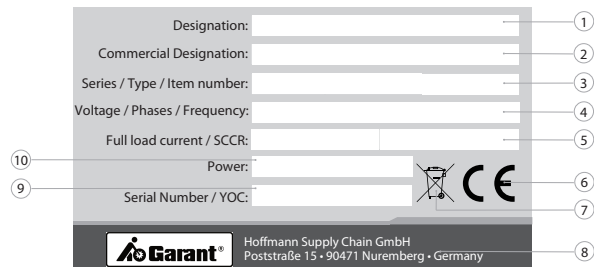 Designation: 1
Commercial Designation: 2
Series / Type / Item number: 3
Voltage / Phases / Frequency: 4
Full load current / SCCR: 5
10 Power:
9 Serial Number / YOC:
CE 6
7
Garant® Hoffmann Supply Chain GmbH
Poststraße 15 • 90471 Nuremberg • Germany 8